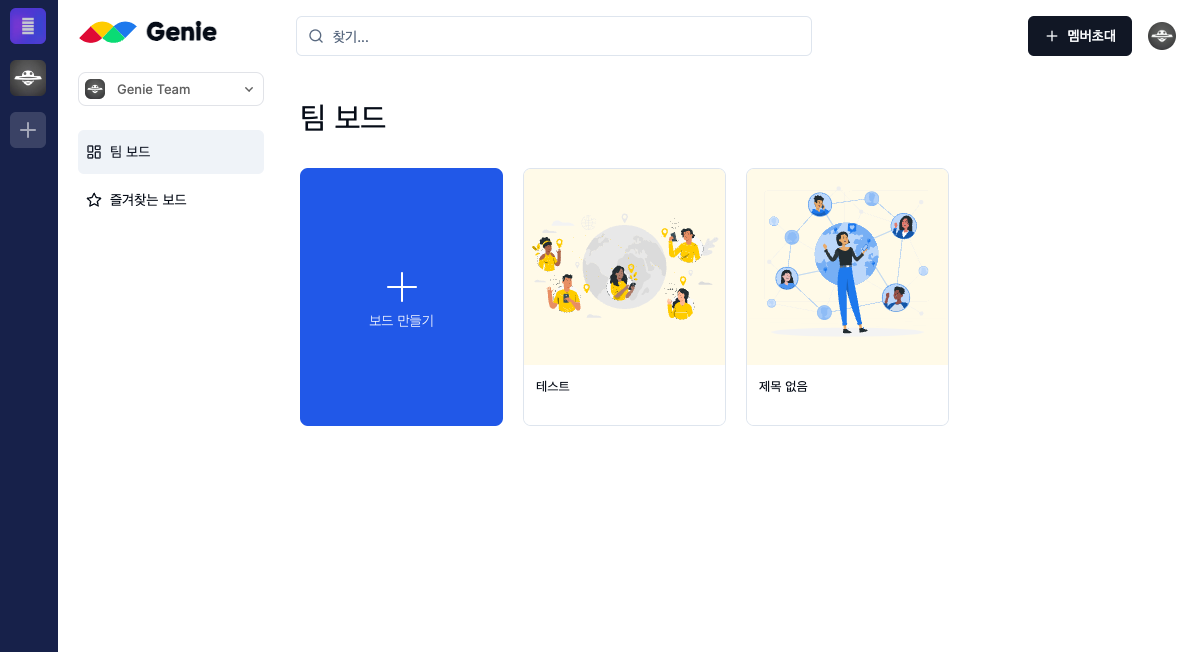 Genie
찾기...
멤버초대
Genie Team
팀 보드
즐겨찾는 보드
팀 보드
보드 만들기
테스트
제목 없음